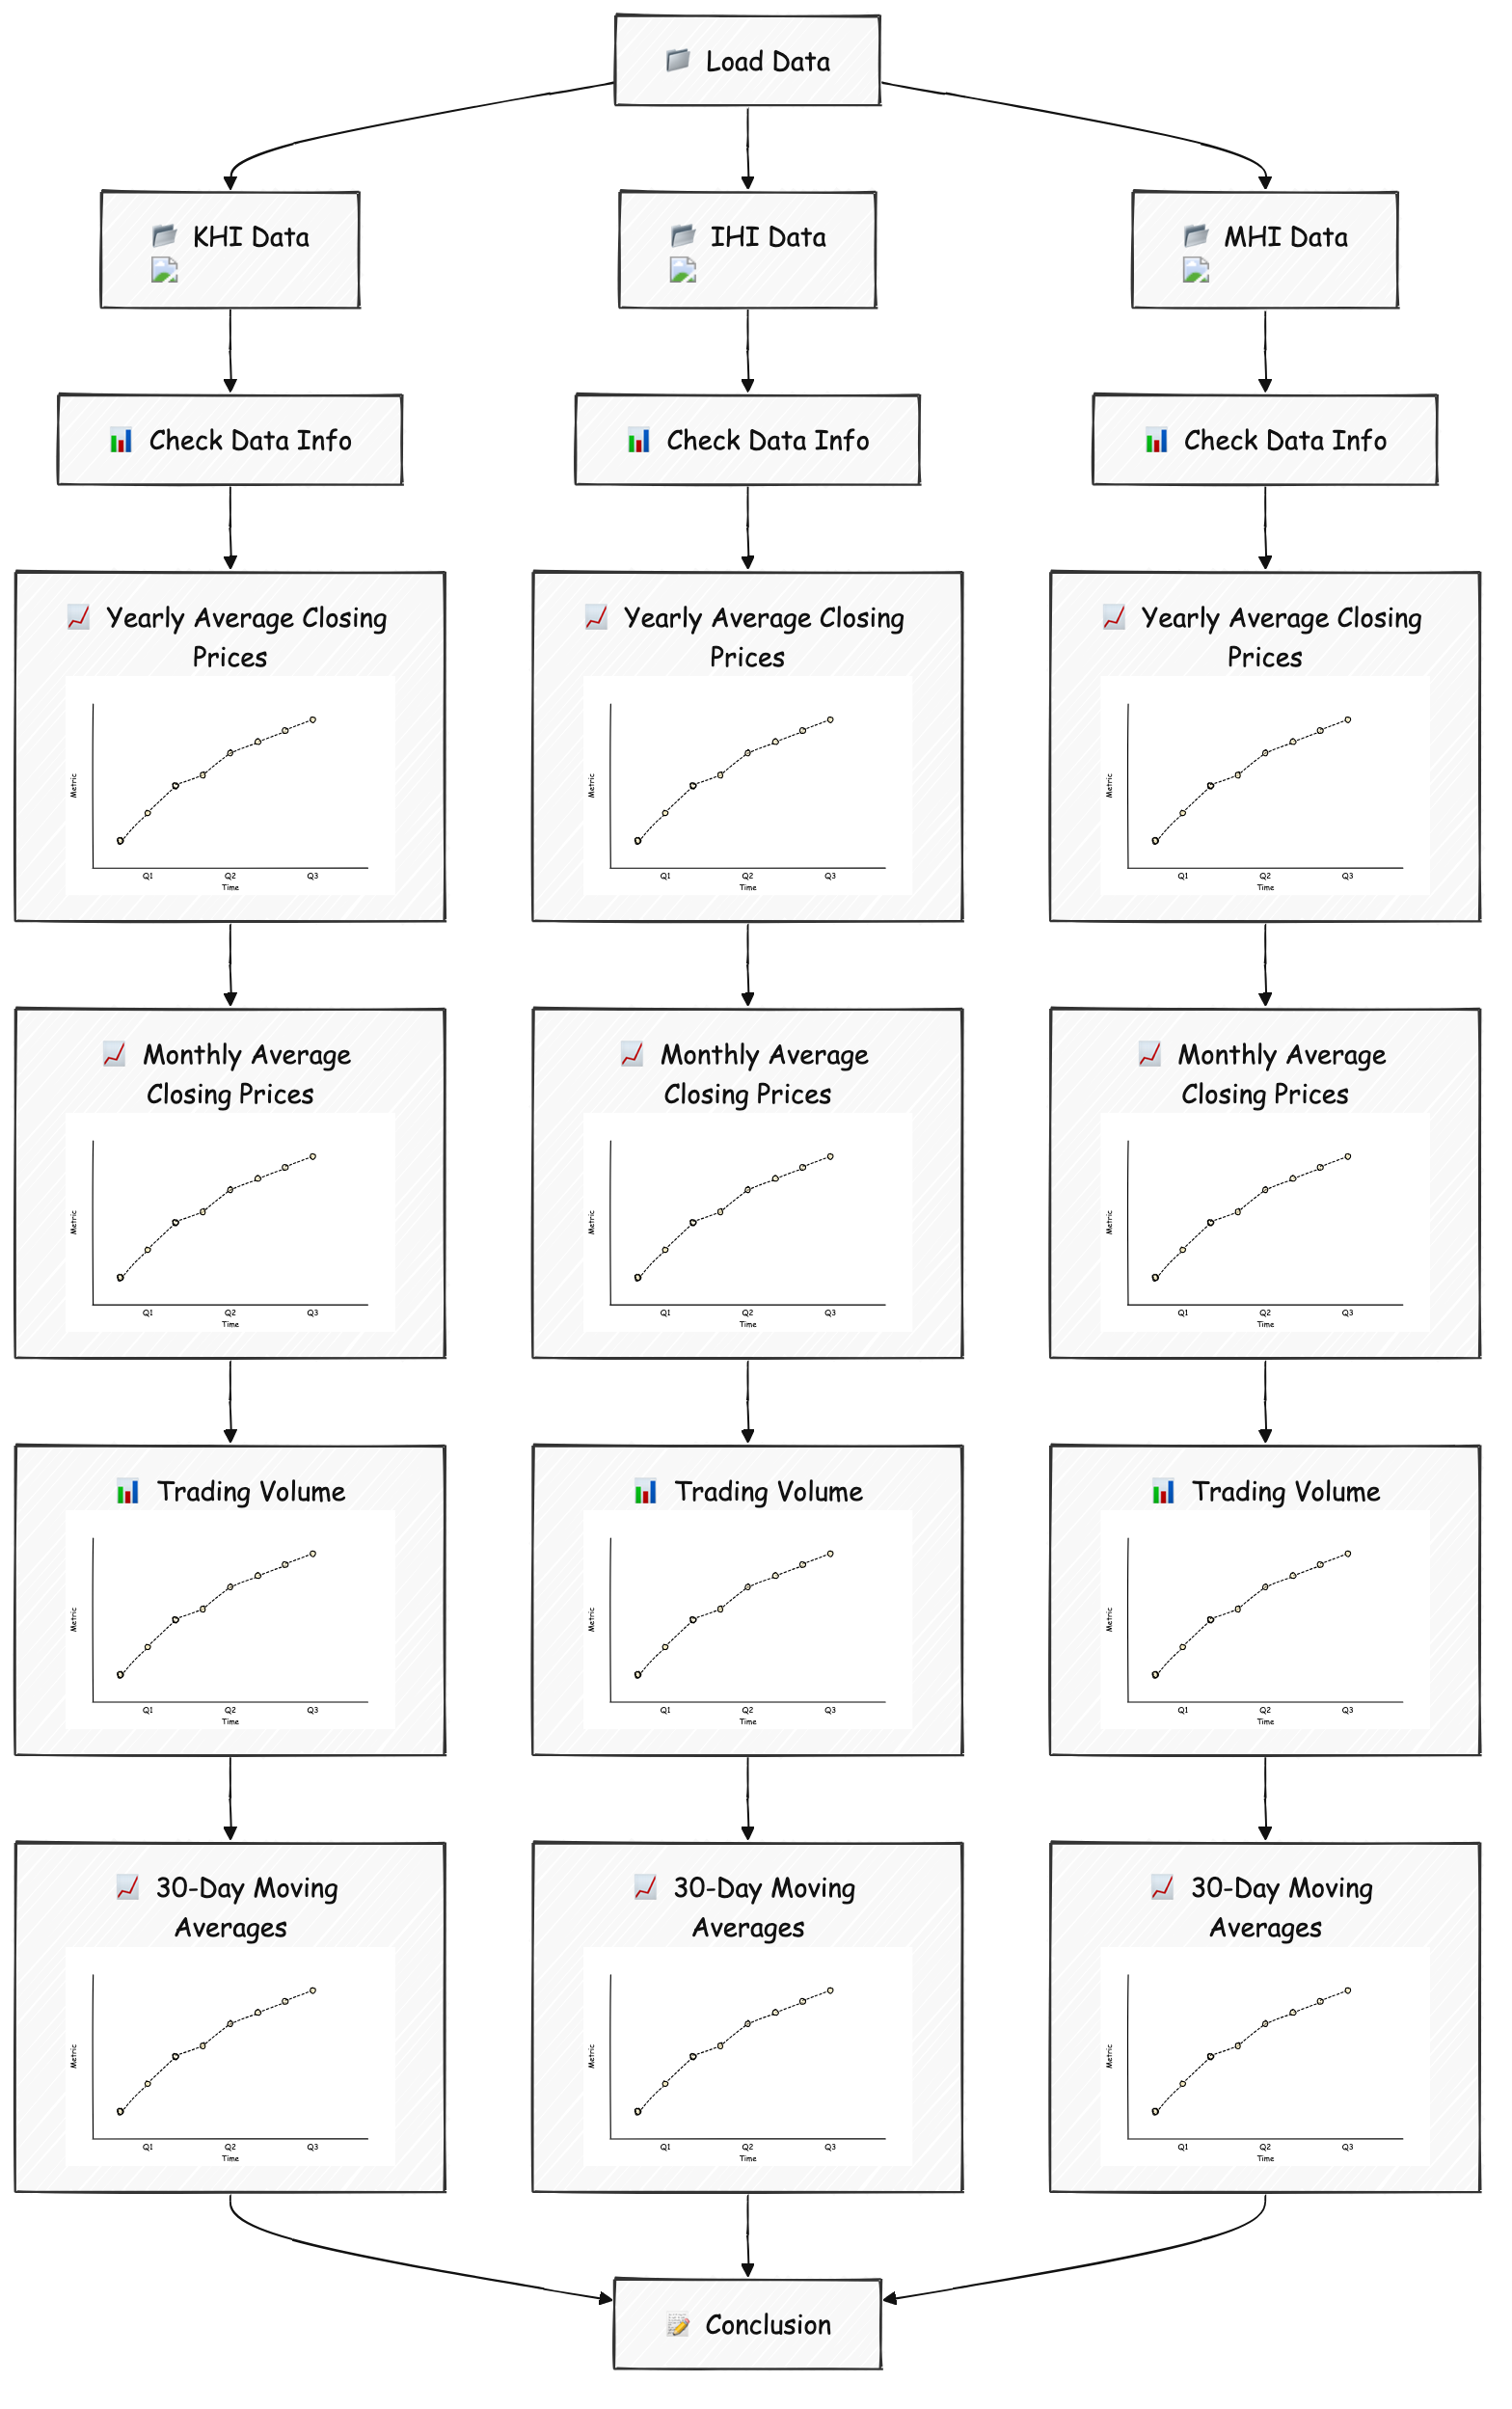 Load Data
KHI Data
IHI Data
MHI Data
Check Data Info
Check Data Info
Check Data Info
Yearly Average Closing
Prices
Metric
Q1 Q2 Q3
Time
Yearly Average Closing
Prices
Metric
Q1 Q2 Q3
Time
Yearly Average Closing
Prices
Metric
Q1 Q2 Q3
Time
Monthly Average
Closing Prices
Metric
Q1 Q2 Q3
Time
Monthly Average
Closing Prices
Metric
Q1 Q2 Q3
Time
Monthly Average
Closing Prices
Metric
Q1 Q2 Q3
Time
Trading Volume
Metric
Q1 Q2 Q3
Time
Trading Volume
Metric
Q1 Q2 Q3
Time
Trading Volume
Metric
Q1 Q2 Q3
Time
30-Day Moving
Averages
Metric
Q1 Q2 Q3
Time
30-Day Moving
Averages
Metric
Q1 Q2 Q3
Time
30-Day Moving
Averages
Metric
Q1 Q2 Q3
Time
Conclusion